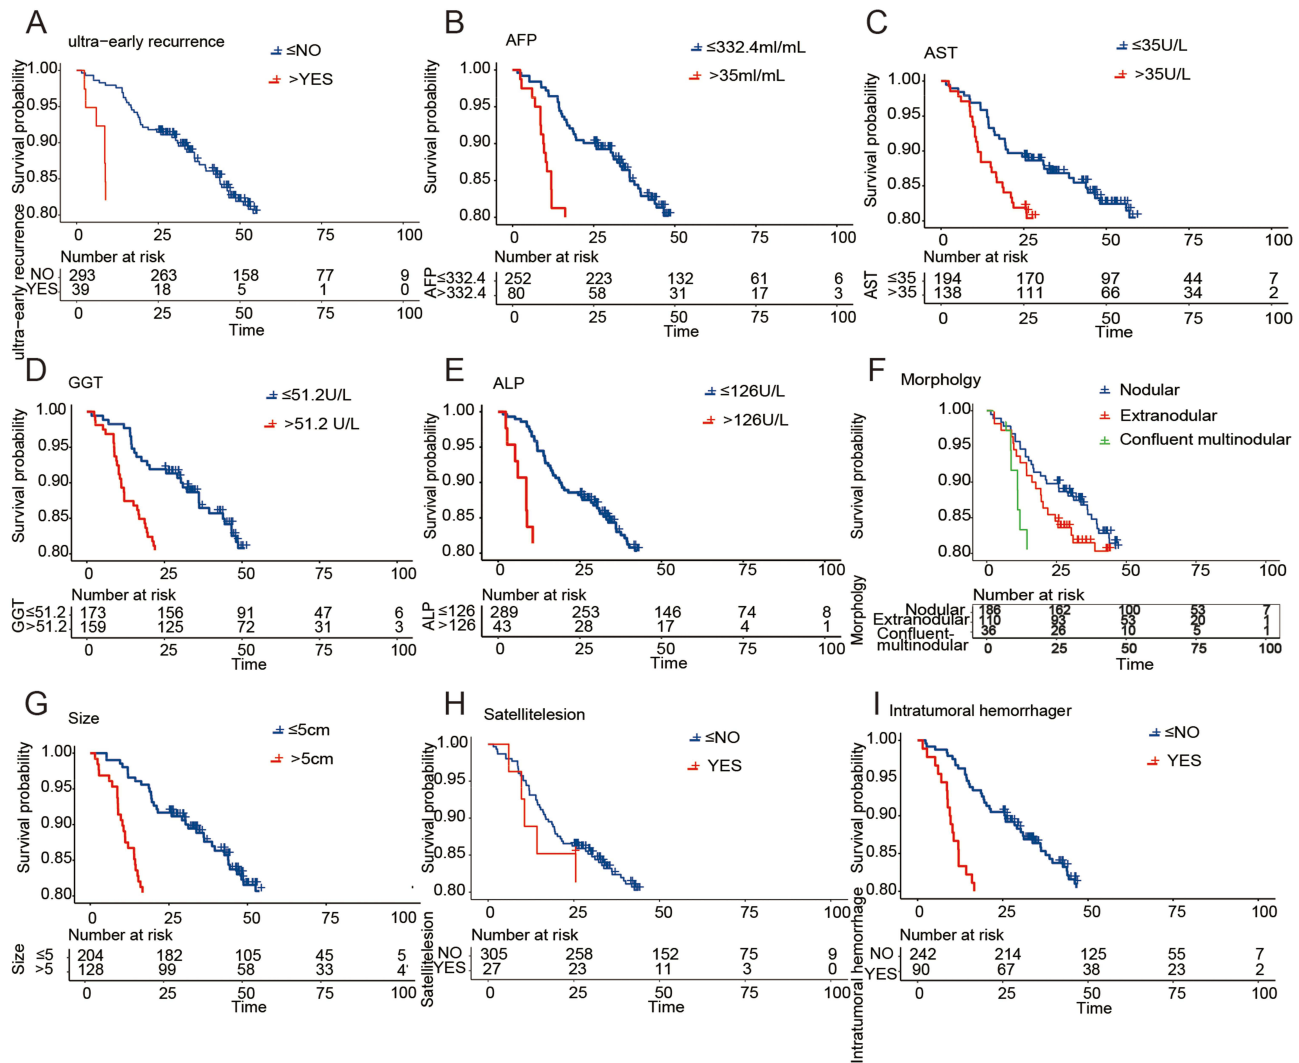 A
ultra-early recurrence
≤NO
>YES
Survival probability
1.00
0.95
0.90
0.85
0.80
0 25 50 75 100
Number at risk
ultra-early recurrence
NO 293 263 158 77 9
YES 39 18 5 1 0
0 25 50 75 100
Time
B
AFP
≤332.4ml/mL
>35ml/mL
Survival probability
1.00
0.95
0.90
0.85
0.80
0 25 50 75 100
Number at risk
AFP
≤332.4 252 223 132 61 6
>332.4 80 58 31 17 3
0 25 50 75 100
Time
C
AST
≤35U/L
>35U/L
Survival probability
1.00
0.95
0.90
0.85
0.80
0 25 50 75 100
Number at risk
AST
≤35 194 170 97 44 7
>35 138 111 66 34 2
0 25 50 75 100
Time
D
GGT
≤51.2U/L
>51.2 U/L
Survival probability
1.00
0.95
0.90
0.85
0.80
0 25 50 75 100
Number at risk
GGT
≤51.2 173 156 91 47 6
>51.2 159 125 72 31 3
0 25 50 75 100
Time
E
ALP
≤126U/L
>126U/L
Survival probability
1.00
0.95
0.90
0.85
0.80
0 25 50 75 100
Number at risk
ALP
≤126 289 253 146 74 8
>126 43 28 17 4 1
0 25 50 75 100
Time
F
Morpholgy
Nodular
Extranodular
Confluent multinodular
Survival probability
1.00
0.95
0.90
0.85
0.80
0 25 50 75 100
Number at risk
Morpholgy
Nodular 186 162 100 53 7
Extranodular 110 93 53 20 1
Confluent- 36 26 10 5 1
multinodular 0 25 50 75 100
Time
G
Size
≤5cm
>5cm
Survival probability
1.00
0.95
0.90
0.85
0.80
0 25 50 75 100
Number at risk
Size
≤5 204 182 105 45 5
>5 128 99 58 33 4
0 25 50 75 100
Time
H
Satellitelesion
≤NO
YES
Survival probability
1.00
0.95
0.90
0.85
0.80
0 25 50 75 100
Number at risk
Satellitelesion
NO 305 258 152 75 9
YES 27 23 11 3 0
0 25 50 75 100
Time
I
Intratumoral hemorrhager
≤NO
YES
Survival probability
1.00
0.95
0.90
0.85
0.80
0 25 50 75 100
Number at risk
Intratumoral hemorrhage
NO 242 214 125 55 7
YES 90 67 38 23 2
0 25 50 75 100
Time